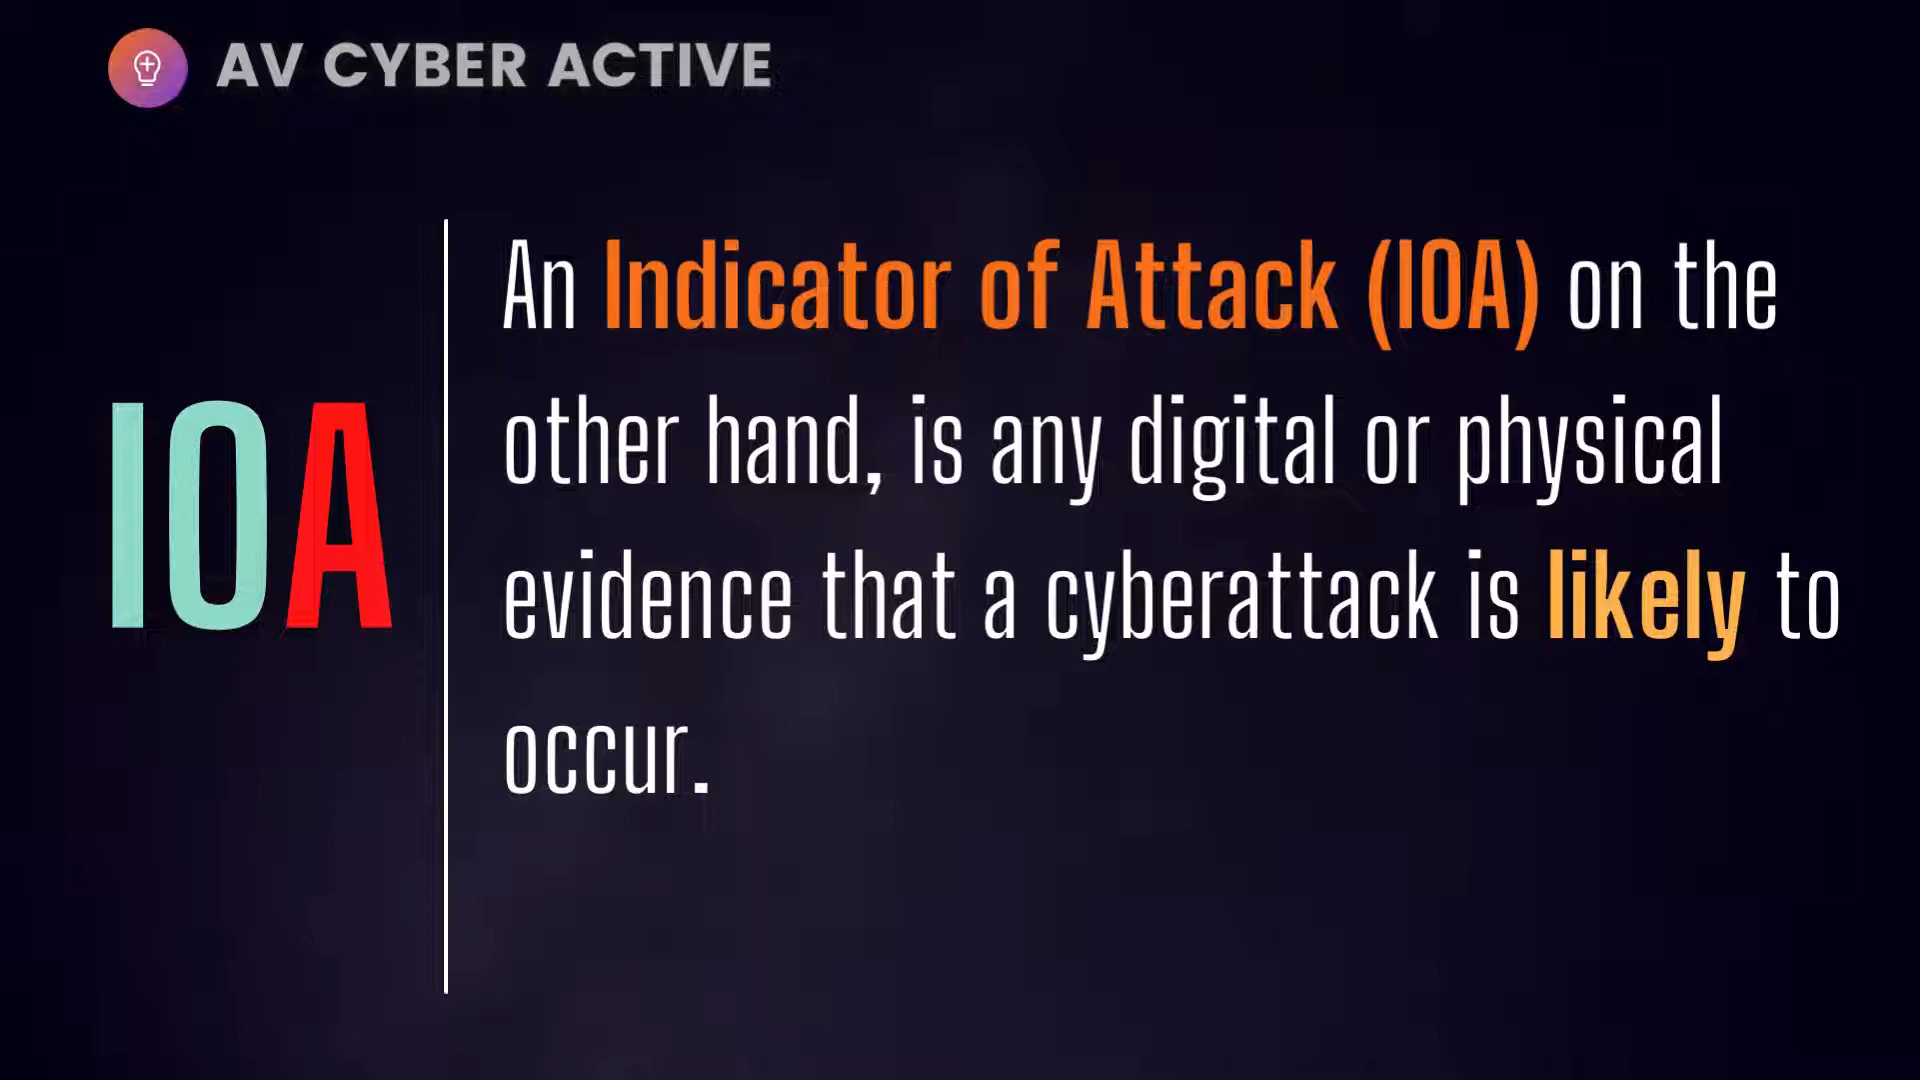 AV CYBER ACTIVE
IOA
An Indicator of Attack (IOA) on the
other hand, is any digital or physical
evidence that a cyberattack is likely to
occur.